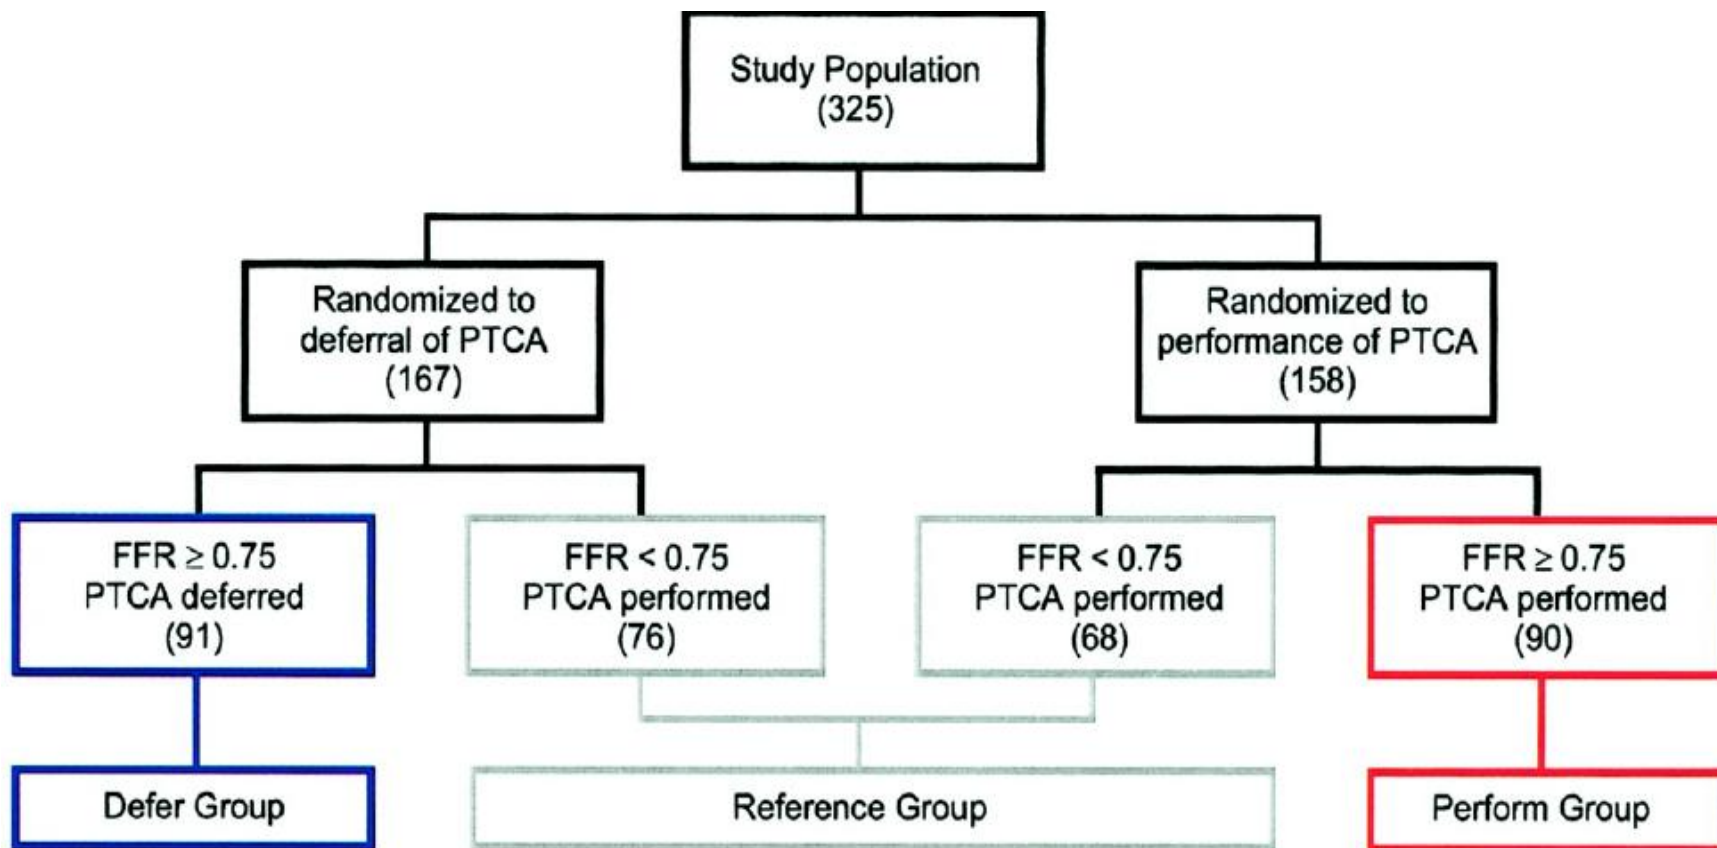 Study Population
(325)
Randomized to
deferral of PTCA
(167)
Randomized to
performance of PTCA
(158)
FFR ≥ 0.75
PTCA deferred
(91)
FFR < 0.75
PTCA performed
(76)
FFR < 0.75
PTCA performed
(68)
FFR ≥ 0.75
PTCA performed
(90)
Defer Group
Reference Group
Perform Group